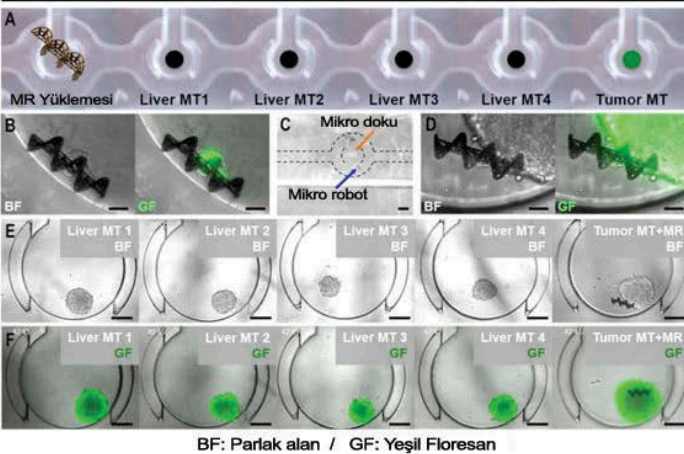 A
MR Yüklemesi Liver MT1 Liver MT2 Liver MT3 Liver MT4 Tumor MT
B BF GF
C Mikro doku
Mikro robot
D BF GF
E Liver MT 1 BF
Liver MT 2 BF
Liver MT 3 BF
Liver MT 4 BF
Tumor MT+MR BF
F Liver MT 1 GF
Liver MT 2 GF
Liver MT 3 GF
Liver MT 4 GF
Tumor MT+MR GF
BF: Parlak alan / GF: Yeşil Floresan